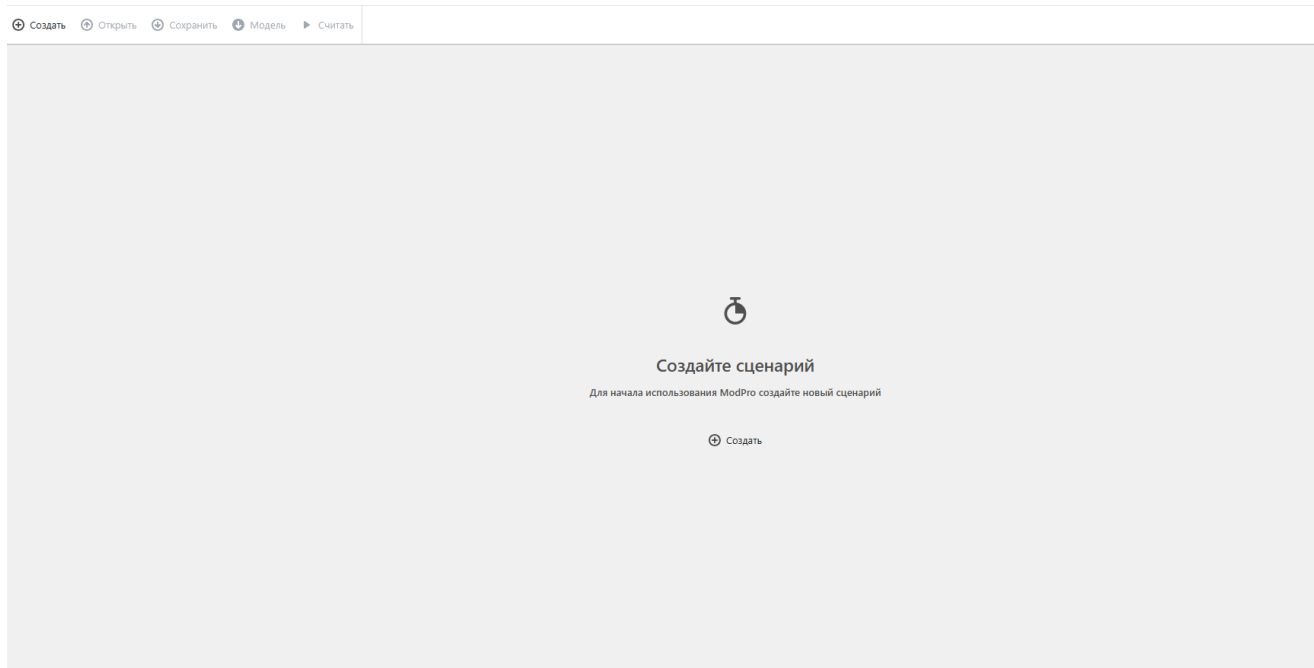 Создать Открыть Сохранить Модель Считать
Создайте сценарий
Для начала использования ModPro создайте новый сценарий
Создать